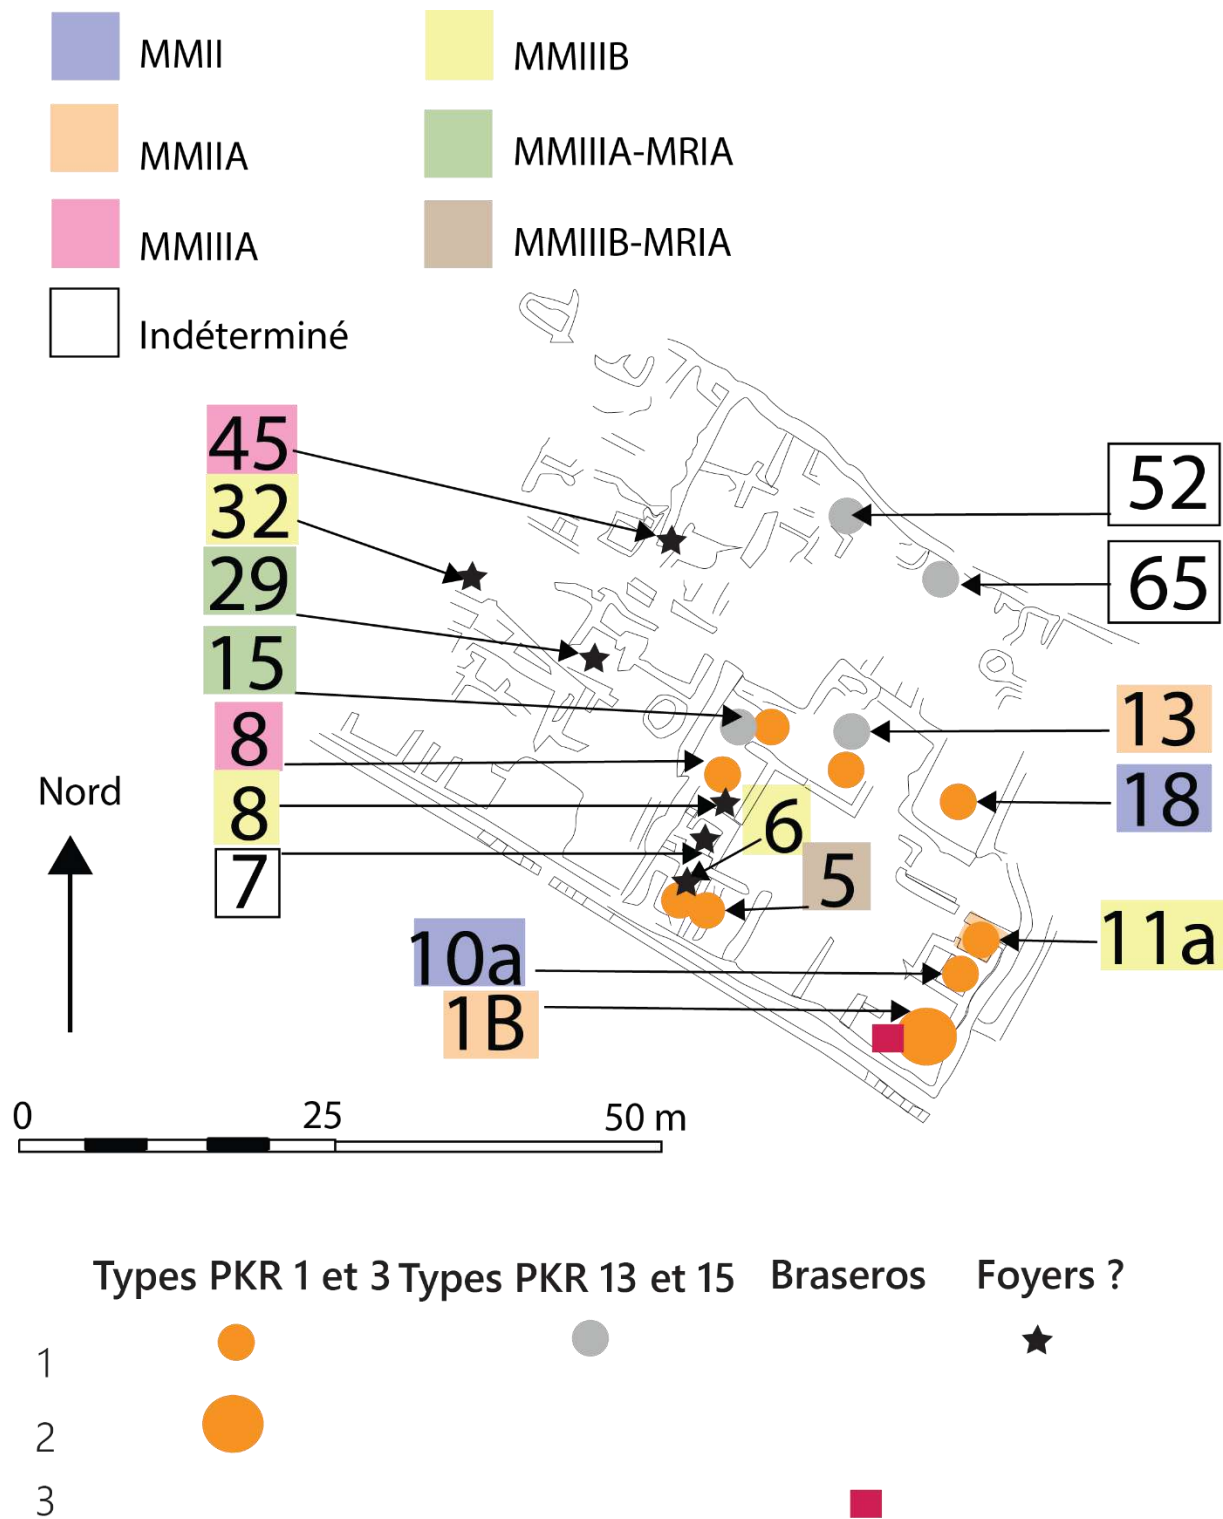 MMII
MMIIIB
MMIIA
MMIIIA-MRIA
MMIIIA
MMIIIB-MRIA
Indéterminé
45
32
29
15
8
8
7
52
65
13
18
6
5
11a
10a
1B
Nord
0 25 50 m
Types PKR 1 et 3 Types PKR 13 et 15 Braseros Foyers ?
1
2
3